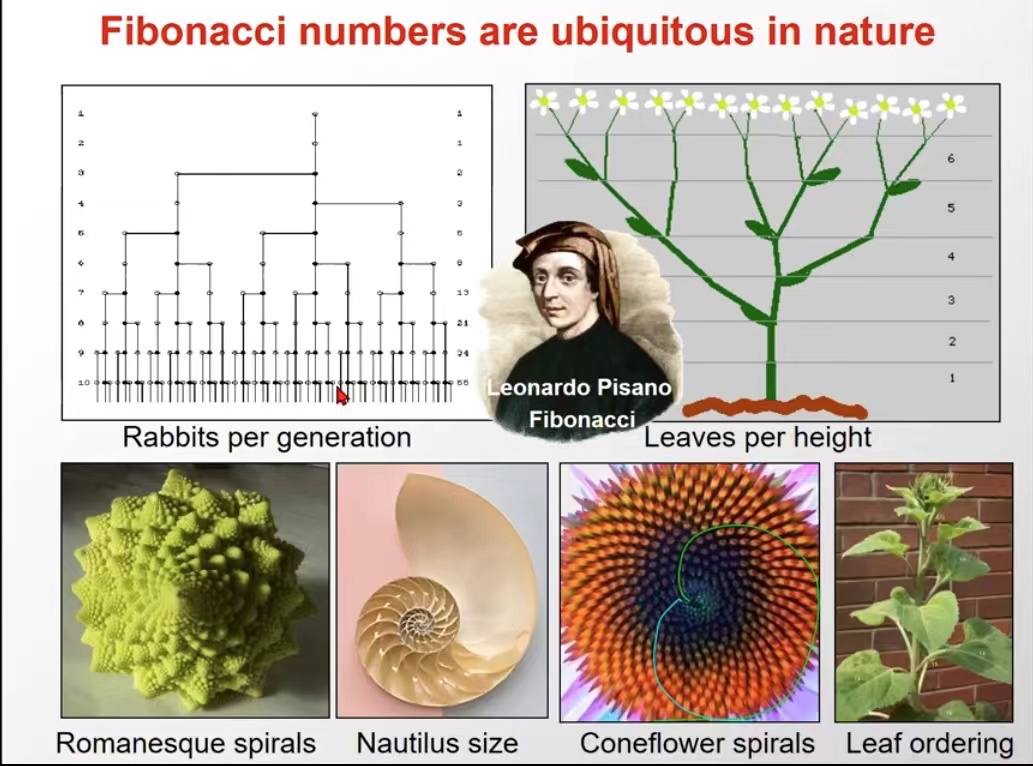 Fibonacci numbers are ubiquitous in nature
1 1
2 1
3 2
4 3
5 5
6 8
7 13
8 21
9 34
10 55
Rabbits per generation
6
5
4
3
2
1
Leonardo Pisano
Fibonacci
Leaves per height
Romanesque spirals
Nautilus size
Coneflower spirals
Leaf ordering